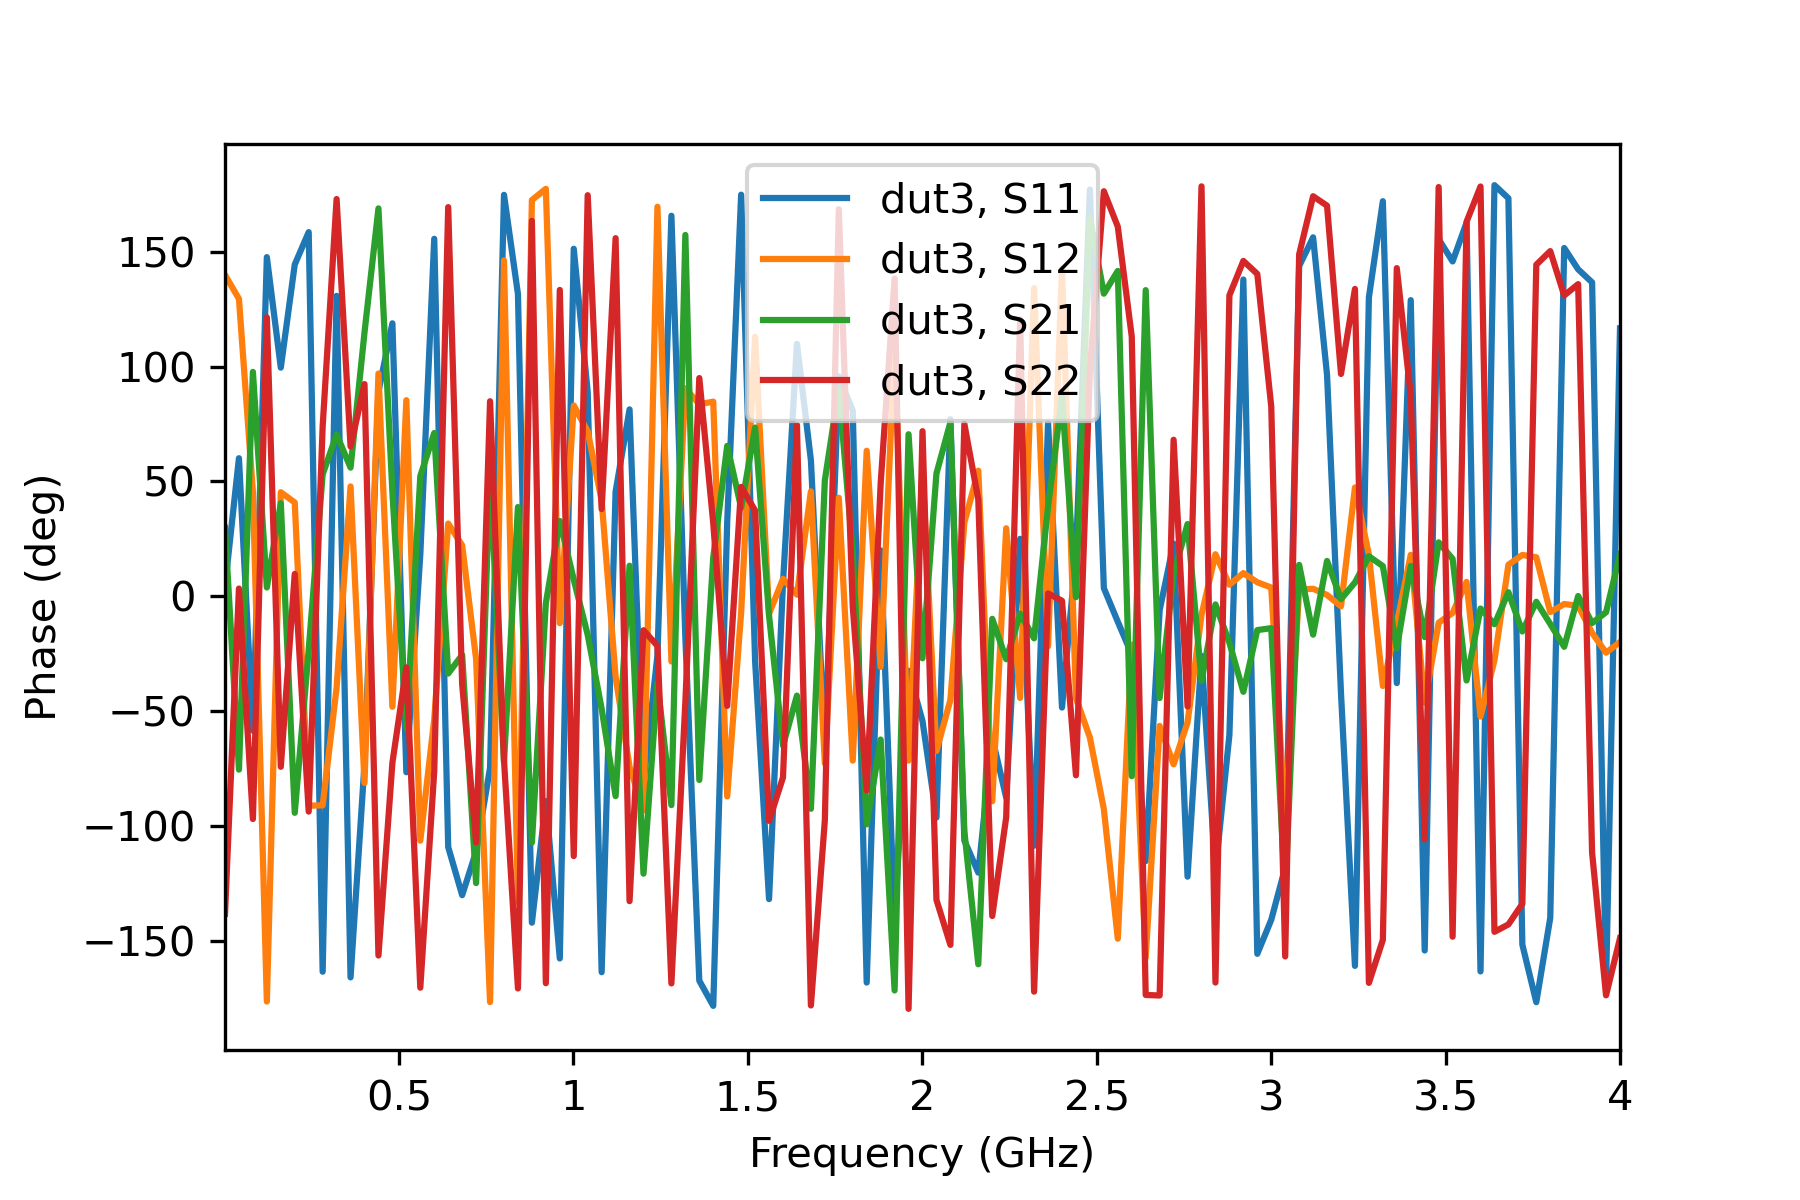 dut3, S11
dut3, S12
dut3, S21
dut3, S22
Phase (deg)
150
100
50
0
−50
−100
−150
0.5 1 1.5 2 2.5 3 3.5 4
Frequency (GHz)